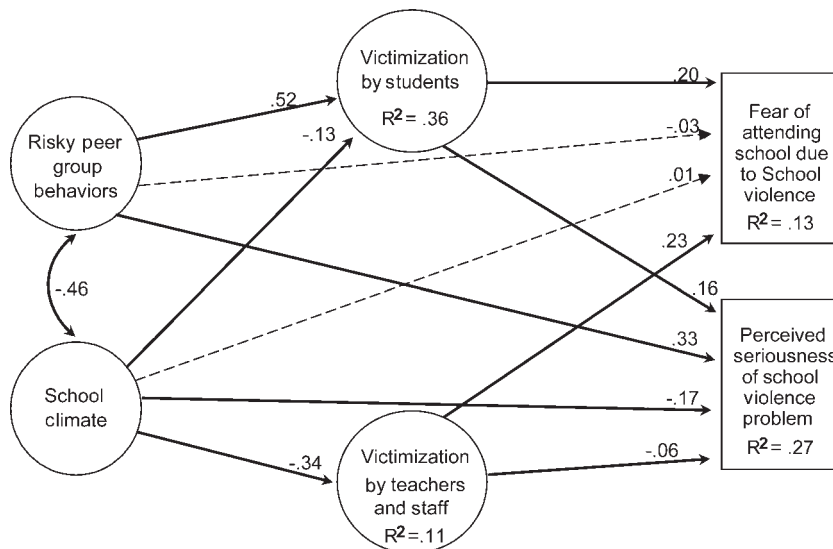 Victimization
by students
R² = .36
Risky peer
group
behaviors
School
climate
Victimization
by teachers
and staff
R² = .11
Fear of
attending
school due
to School
violence
R² = .13
Perceived
seriousness
of school
violence
problem
R² = .27
.52
-.13
-.46
-.34
.20
-.03
.01
.23
.16
.33
-.17
-.06